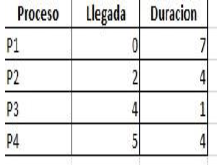 Proceso Llegada Duracion
P1 0 7
P2 2 4
P3 4 1
P4 5 4